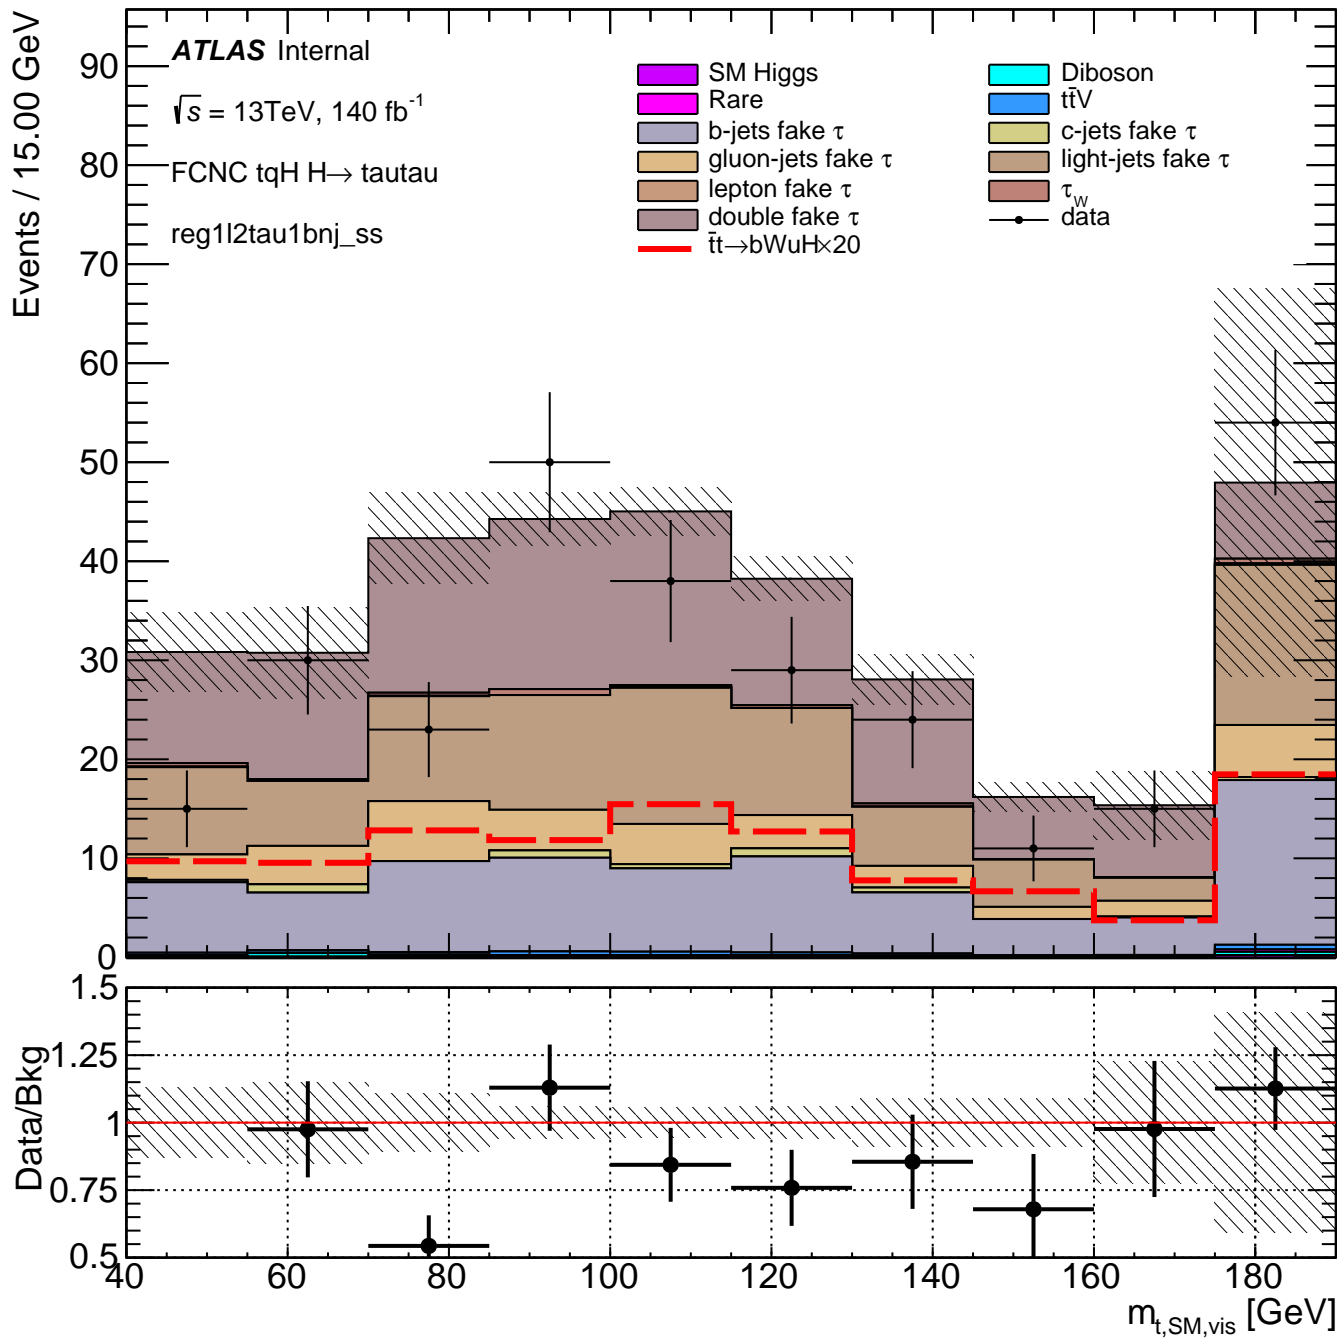 Events / 15.00 GeV
90
80
70
60
50
40
30
20
10
0
ATLAS Internal
√s = 13TeV, 140 fb⁻¹
FCNC tqH H→ tautau
reg1l2tau1bnj_ss
SM Higgs
Rare
b-jets fake τ
gluon-jets fake τ
lepton fake τ
double fake τ
t̄t→bWuH×20
Diboson
tt̄V
c-jets fake τ
light-jets fake τ
τ_W
data
Data/Bkg
1.5
1.25
1
0.75
0.5
40 60 80 100 120 140 160 180
m_t,SM,vis [GeV]